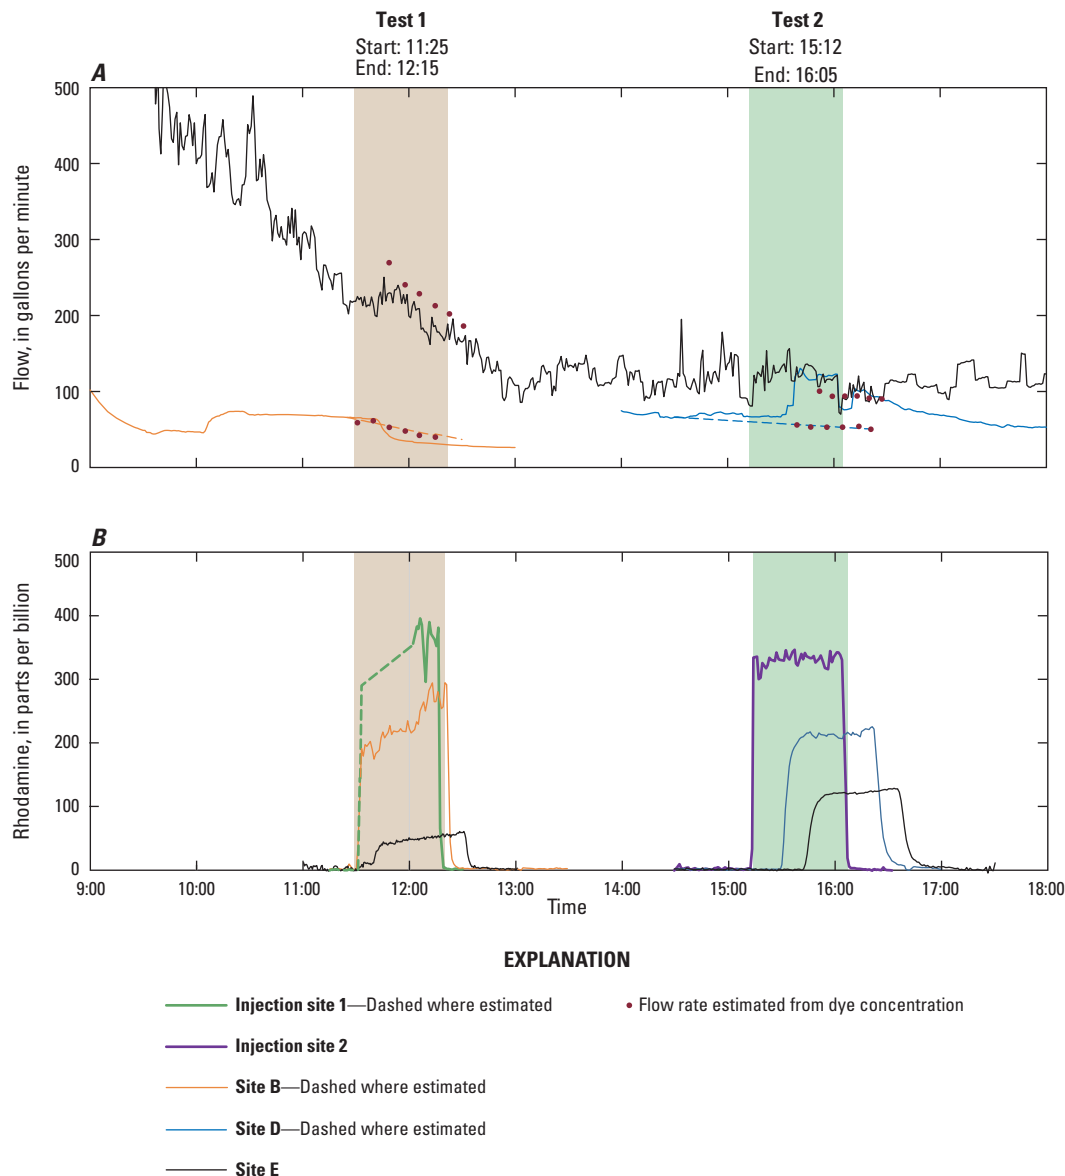 Test 1
Start: 11:25
End: 12:15
Test 2
Start: 15:12
End: 16:05
A
Flow, in gallons per minute
500
400
300
200
100
0
B
Rhodamine, in parts per billion
500
400
300
200
100
0
9:00 10:00 11:00 12:00 13:00 14:00 15:00 16:00 17:00 18:00
Time
EXPLANATION
Injection site 1—Dashed where estimated
Flow rate estimated from dye concentration
Injection site 2
Site B—Dashed where estimated
Site D—Dashed where estimated
Site E